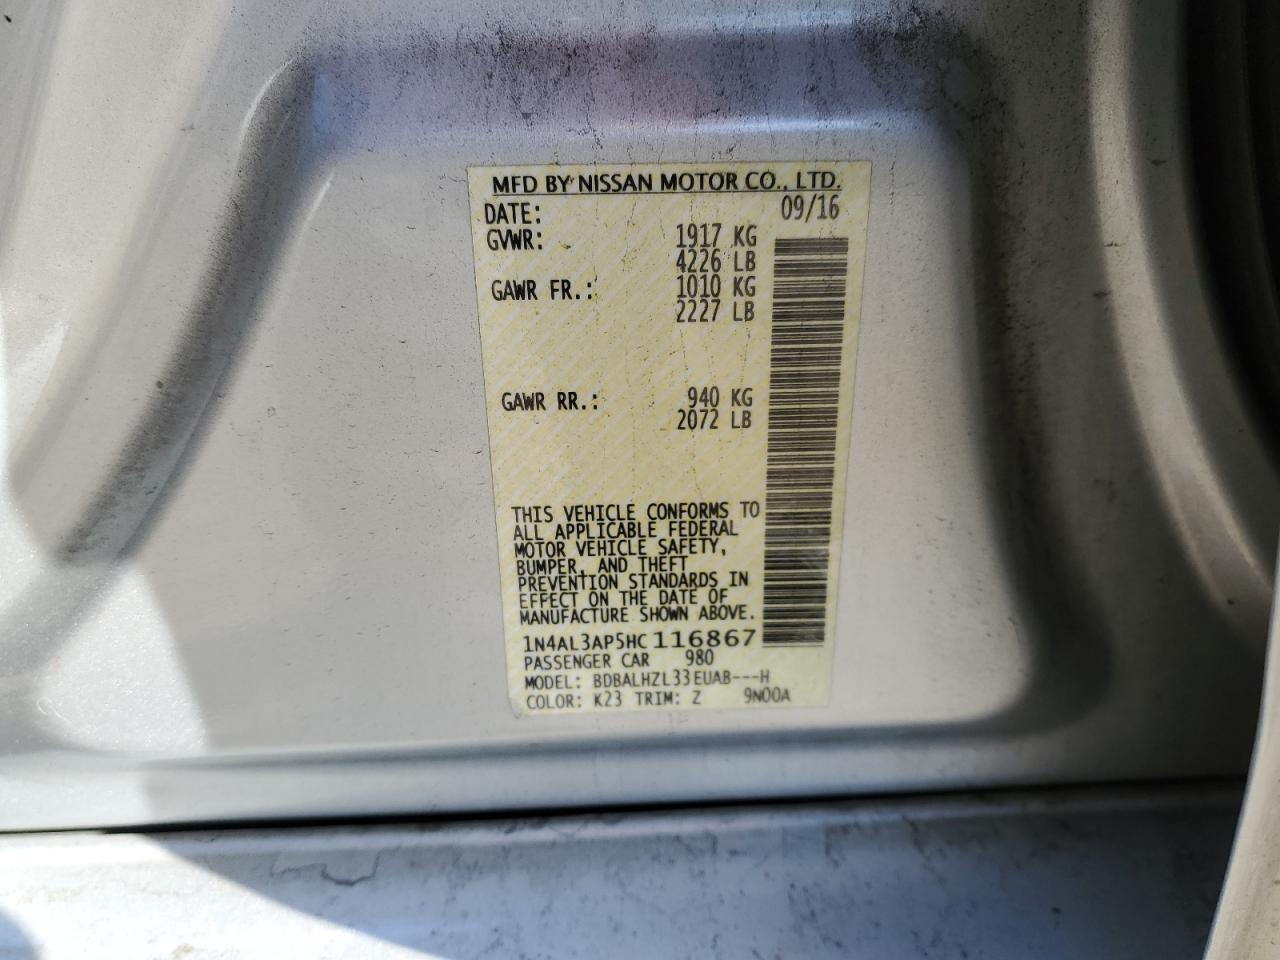 MFD BY NISSAN MOTOR CO., LTD.
DATE: 09/16
GVWR: 1917 KG
4226 LB
GAWR FR.: 1010 KG
2227 LB
GAWR RR.: 940 KG
2072 LB
THIS VEHICLE CONFORMS TO
ALL APPLICABLE FEDERAL
MOTOR VEHICLE SAFETY,
BUMPER, AND THEFT
PREVENTION STANDARDS IN
EFFECT ON THE DATE OF
MANUFACTURE SHOWN ABOVE.
1N4AL3AP5HC116867
PASSENGER CAR 980
MODEL: BDBALHZL33EUAB---H
COLOR: K23 TRIM: Z 9N00A